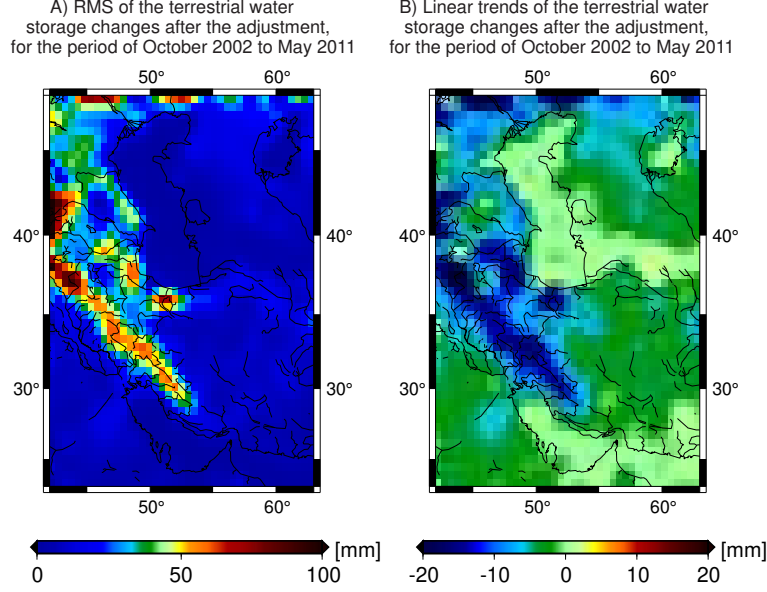 A) RMS of the terrestrial water
storage changes after the adjustment,
for the period of October 2002 to May 2011
B) Linear trends of the terrestrial water
storage changes after the adjustment,
for the period of October 2002 to May 2011
50° 60°
50° 60°
40° 40°
30° 30°
40°
30°
50° 60°
50° 60°
[mm]
0 50 100
[mm]
-20 -10 0 10 20